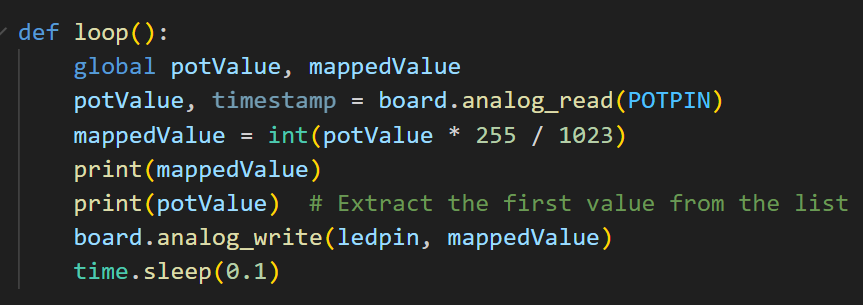 def loop():
    global potValue, mappedValue
    potValue, timestamp = board.analog_read(POTPIN)
    mappedValue = int(potValue * 255 / 1023)
    print(mappedValue)
    print(potValue)  # Extract the first value from the list
    board.analog_write(ledpin, mappedValue)
    time.sleep(0.1)